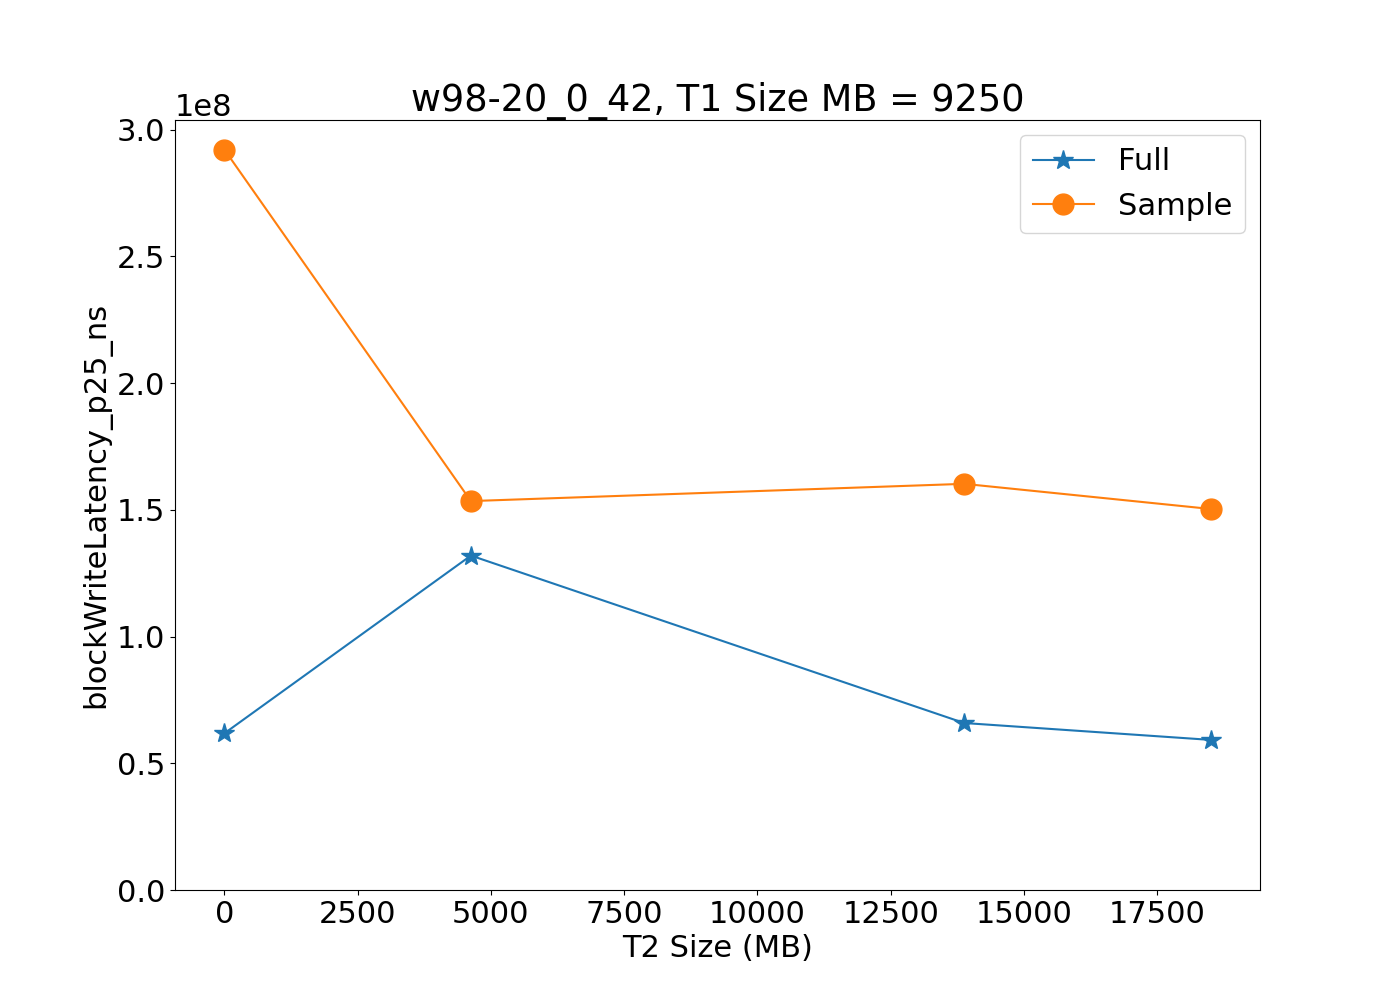 w98-20_0_42, T1 Size MB = 9250
1e8
3.0
2.5
2.0
1.5
1.0
0.5
0.0
blockWriteLatency_p25_ns
Full
Sample
0 2500 5000 7500 10000 12500 15000 17500
T2 Size (MB)